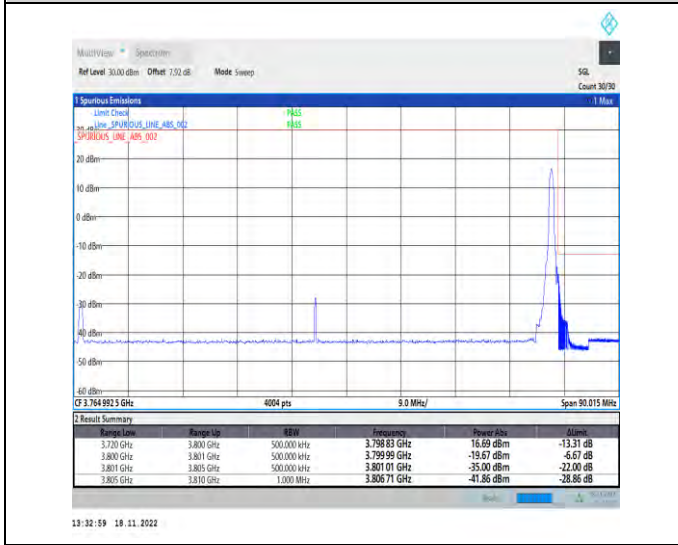 MultiView Spectrum
Ref Level 30.00 dBm Offset 7.92 dB Mode Sweep SGL
Count 30/30
1 Spurious Emissions 1 Max
Limit Check PASS
Line _SPURIOUS_LINE_ABS_002 PASS
_SPURIOUS_LINE_ABS_002
20 dBm
10 dBm
0 dBm
-10 dBm
-20 dBm
-30 dBm
-40 dBm
-50 dBm
-60 dBm
CF 3.764 992 5 GHz 4004 pts 9.0 MHz/ Span 90.015 MHz
2 Result Summary
Range Low Range Up RBW Frequency Power Abs ΔLimit
3.720 GHz 3.800 GHz 500.000 kHz 3.798 83 GHz 16.69 dBm -13.31 dB
3.800 GHz 3.801 GHz 500.000 kHz 3.799 99 GHz -19.67 dBm -6.67 dB
3.801 GHz 3.805 GHz 500.000 kHz 3.801 01 GHz -35.00 dBm -22.00 dB
3.805 GHz 3.810 GHz 1.000 MHz 3.806 71 GHz -41.86 dBm -28.86 dB
13:32:59 18.11.2022